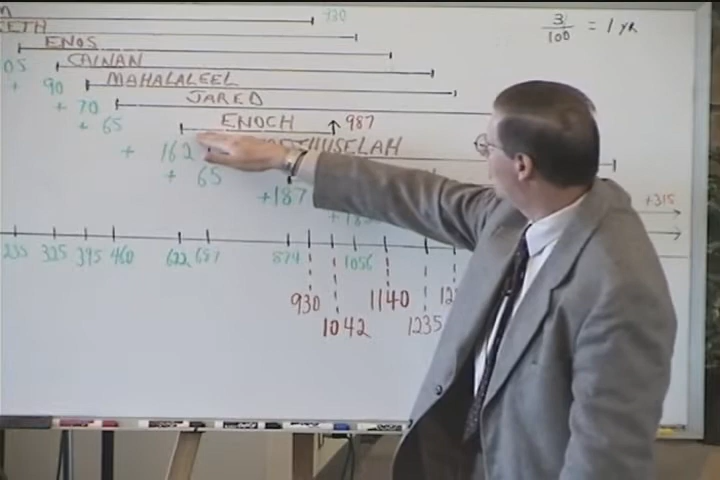 930
3/100 = 1 YR
ENOS
CAINAN
MAHALALEEL
JARED
ENOCH 987
05
+ 90
+ 70
+ 65
+ 162
+ 65
+187
+315
235 325 395 460 622 687 874 1056
930 1140
1042 1235